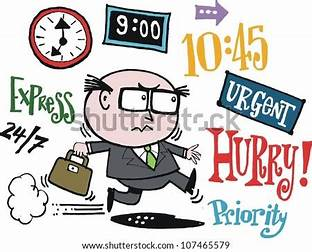 9:00
10:45
EXPRESS
URGENT
24/7
HURRY!
Priority
shutterstock
www.shutterstock.com · 107465579